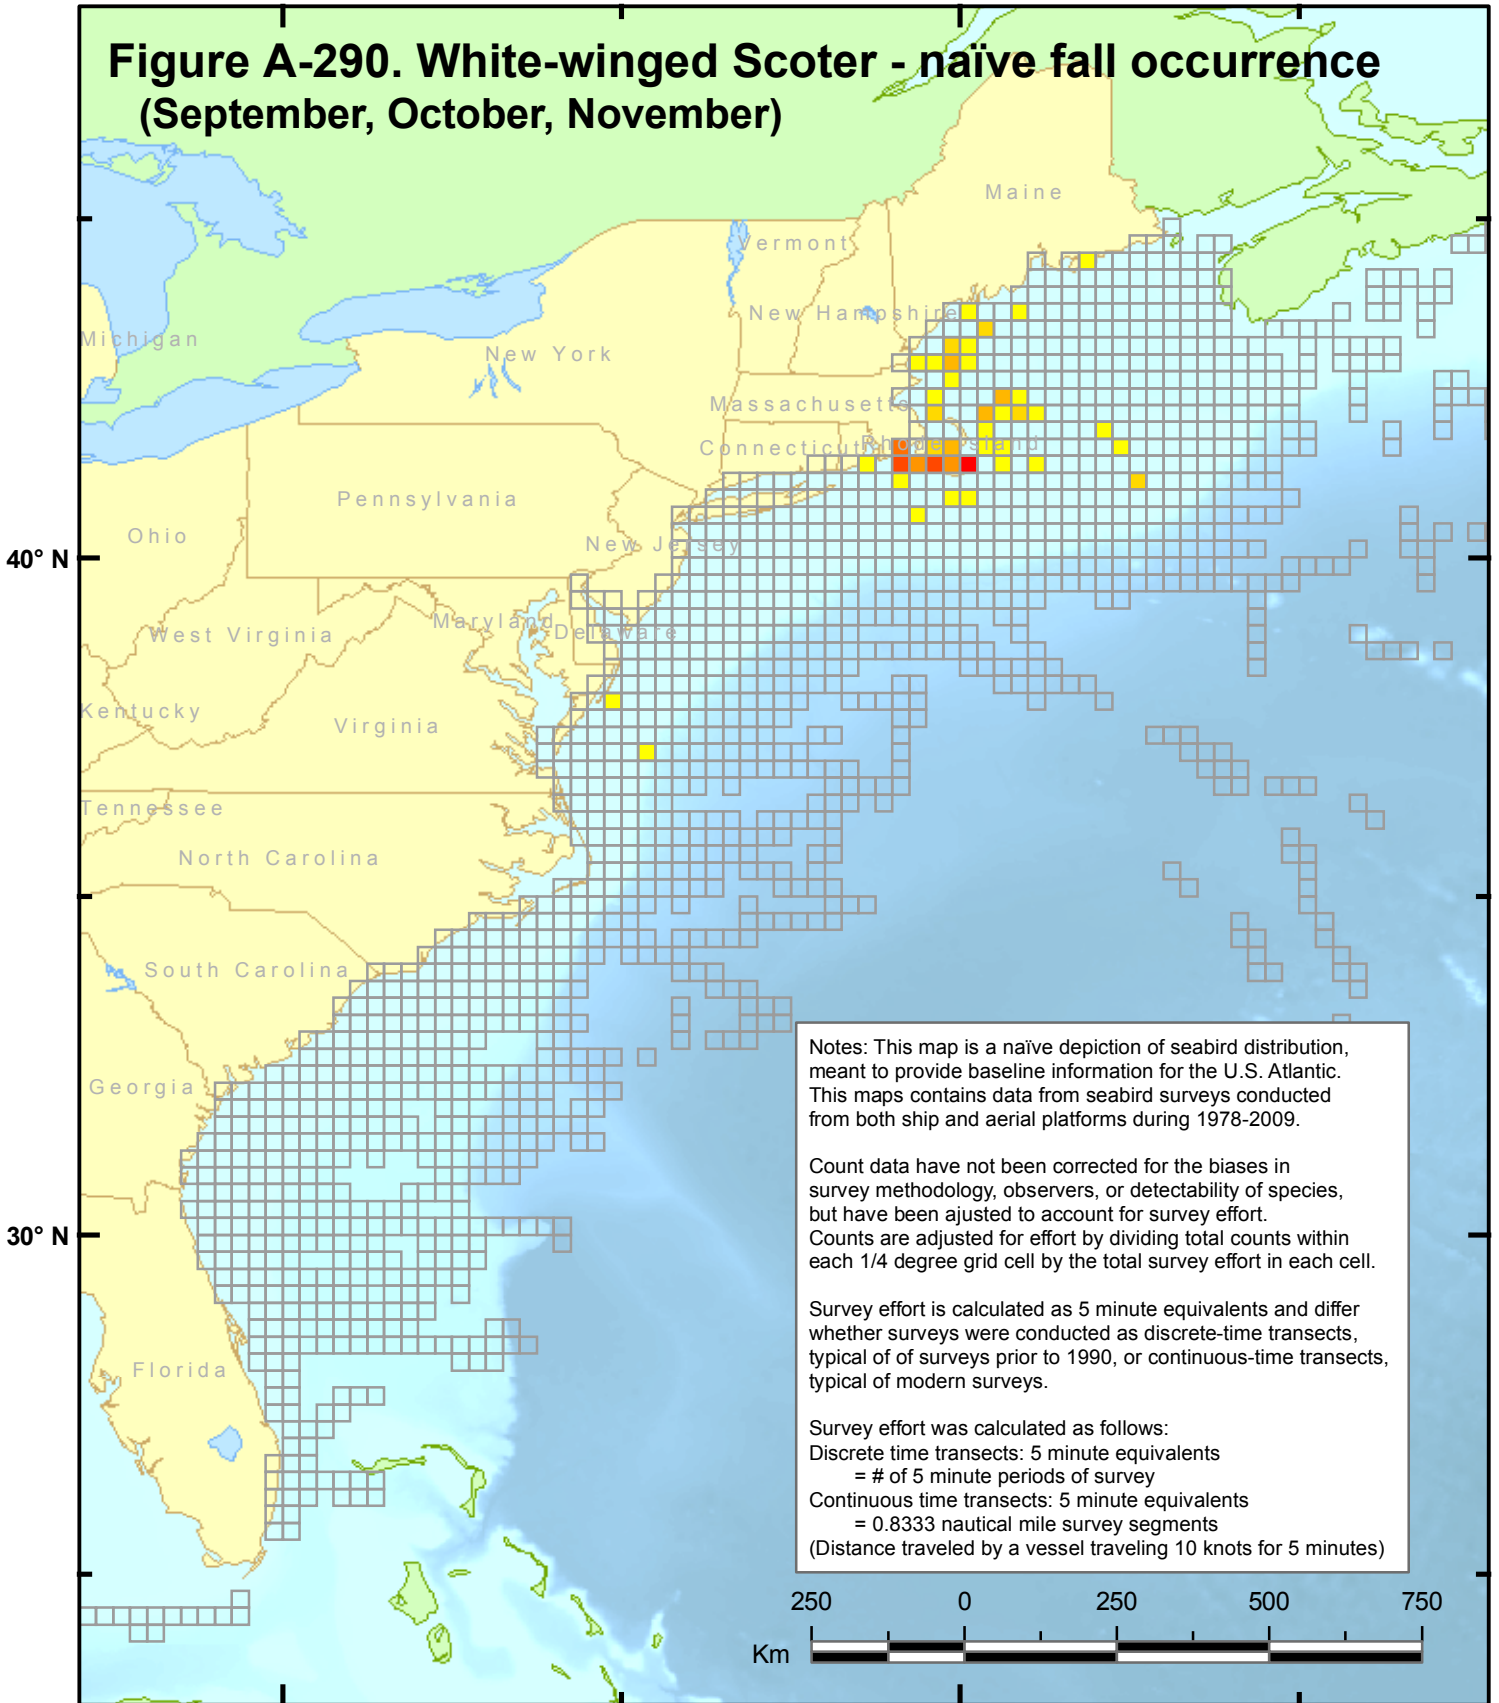 Figure A-290. White-winged Scoter - naïve fall occurrence
(September, October, November)
Maine
Vermont
New Hampshire
Michigan
New York
Massachusetts
Connecticut
Rhode Island
Pennsylvania
Ohio
New Jersey
40° N
Maryland
Delaware
West Virginia
Kentucky
Virginia
Tennessee
North Carolina
South Carolina
Georgia
30° N
Florida
Notes: This map is a naïve depiction of seabird distribution,
meant to provide baseline information for the U.S. Atlantic.
This maps contains data from seabird surveys conducted
from both ship and aerial platforms during 1978-2009.
Count data have not been corrected for the biases in
survey methodology, observers, or detectability of species,
but have been ajusted to account for survey effort.
Counts are adjusted for effort by dividing total counts within
each 1/4 degree grid cell by the total survey effort in each cell.
Survey effort is calculated as 5 minute equivalents and differ
whether surveys were conducted as discrete-time transects,
typical of of surveys prior to 1990, or continuous-time transects,
typical of modern surveys.
Survey effort was calculated as follows:
Discrete time transects: 5 minute equivalents
= # of 5 minute periods of survey
Continuous time transects: 5 minute equivalents
= 0.8333 nautical mile survey segments
(Distance traveled by a vessel traveling 10 knots for 5 minutes)
250 0 250 500 750
Km